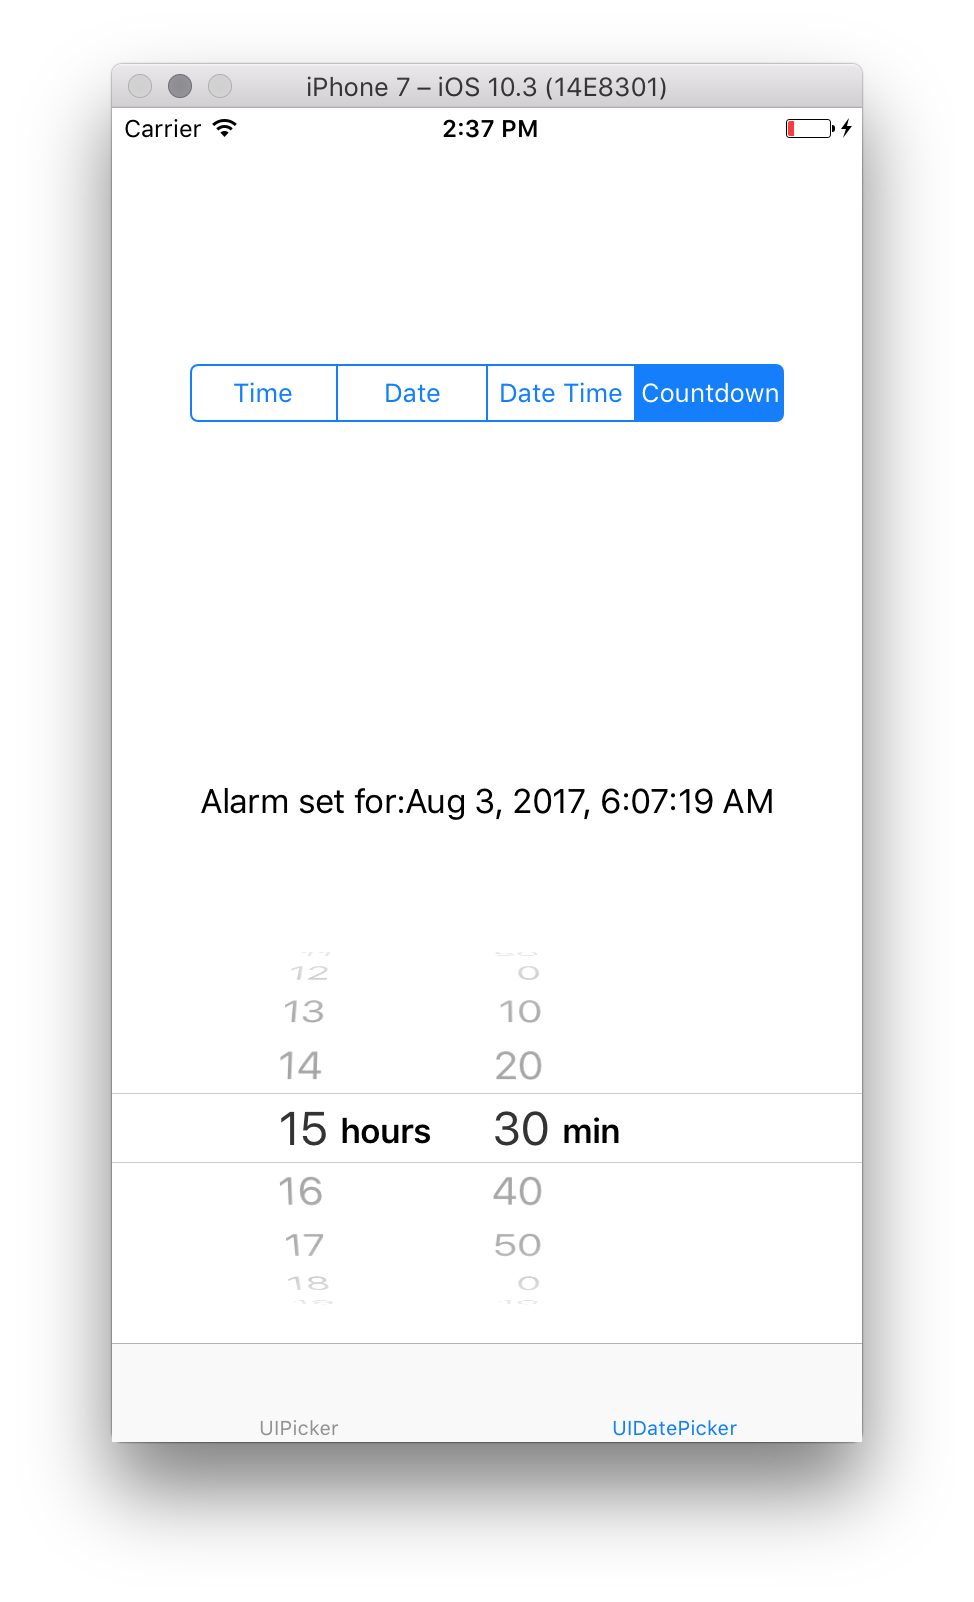 iPhone 7 – iOS 10.3 (14E8301)
Carrier 2:37 PM
Time Date Date Time Countdown
Alarm set for:Aug 3, 2017, 6:07:19 AM
12 0
13 10
14 20
15 hours 30 min
16 40
17 50
18 0
UIPicker UIDatePicker